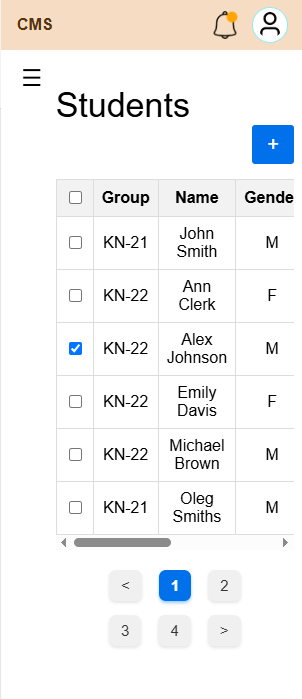 CMS
Students
+
Group Name Gende
KN-21 John Smith M
KN-22 Ann Clerk F
KN-22 Alex Johnson M
KN-22 Emily Davis F
KN-22 Michael Brown M
KN-21 Oleg Smiths M
< 1 2
3 4 >